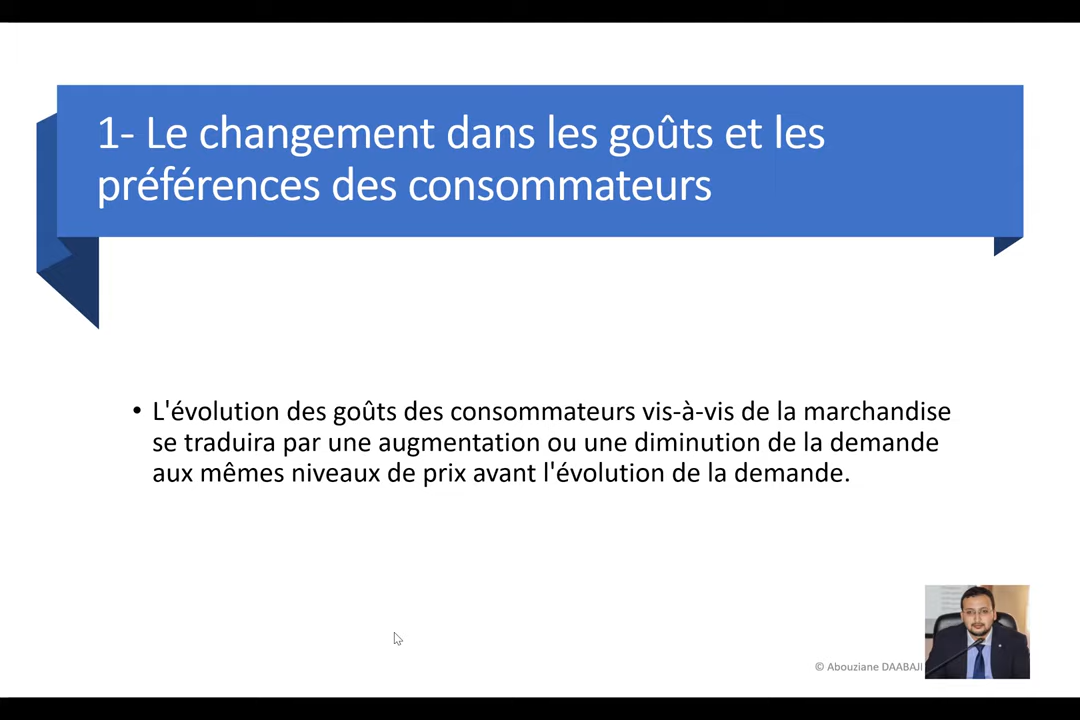 1- Le changement dans les goûts et les
préférences des consommateurs
• L'évolution des goûts des consommateurs vis-à-vis de la marchandise
se traduira par une augmentation ou une diminution de la demande
aux mêmes niveaux de prix avant l'évolution de la demande.
© Abouziane DAABAJI